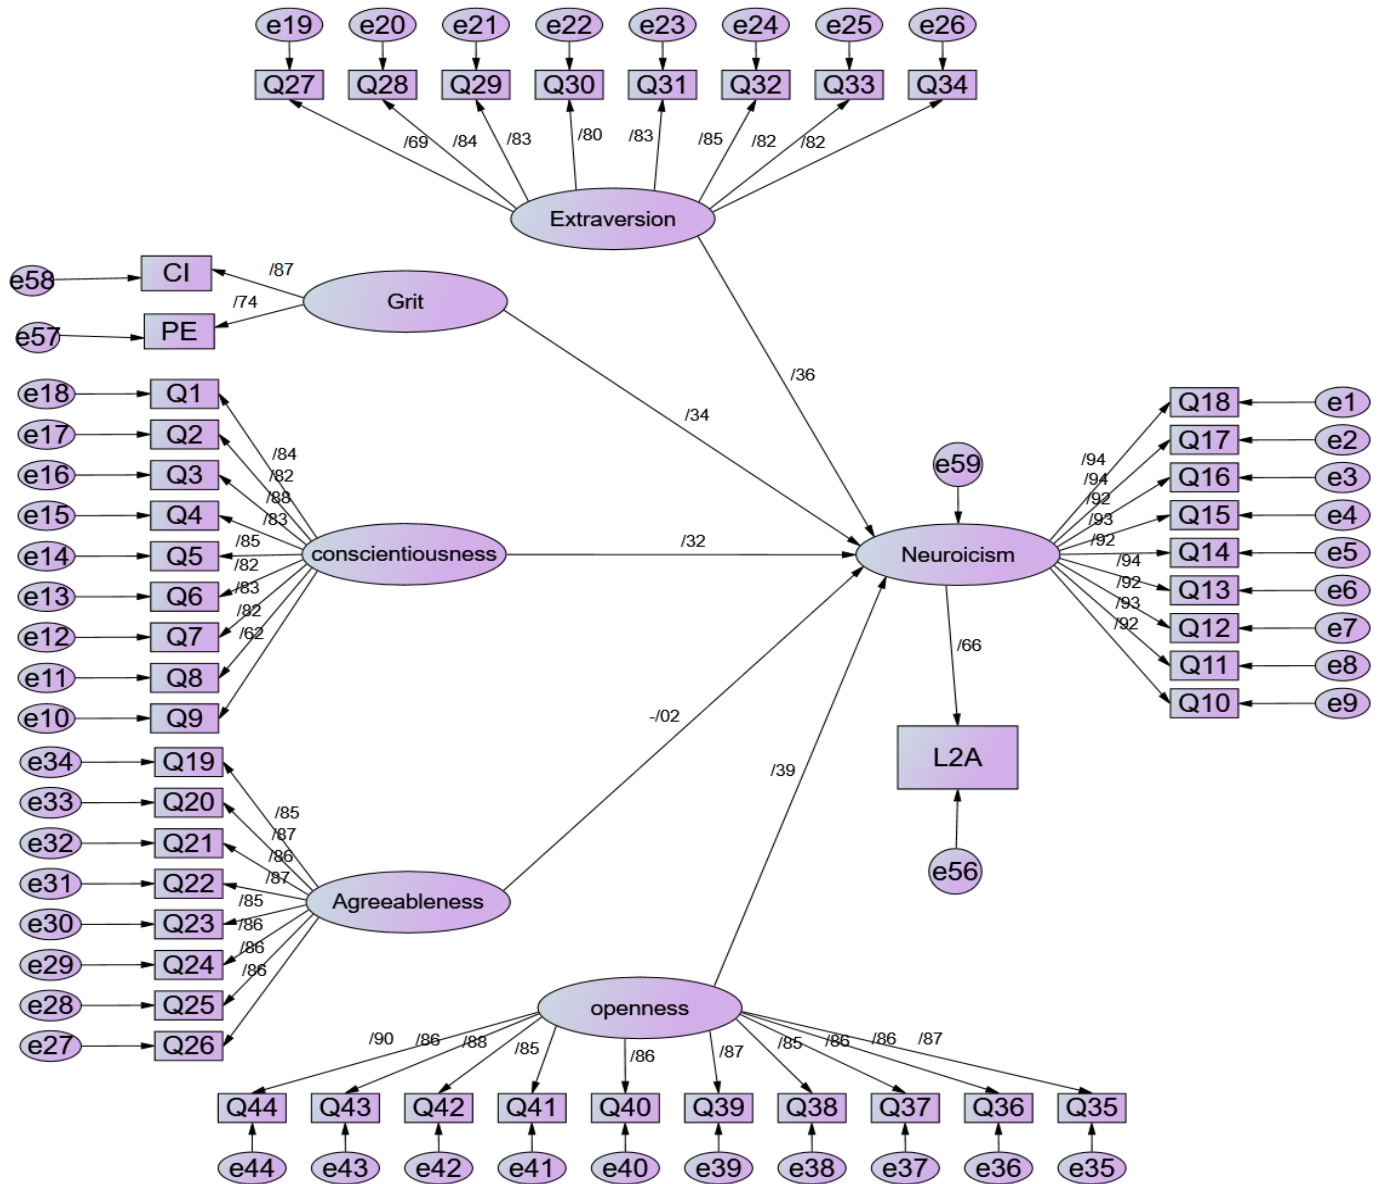 e19 e20 e21 e22 e23 e24 e25 e26
Q27 Q28 Q29 Q30 Q31 Q32 Q33 Q34
/69 /84 /83 /80 /83 /85 /82 /82
Extraversion
e58 CI /87
Grit
e57 PE /74
/36
/34
e18 Q1
e17 Q2
e16 Q3
e15 Q4
e14 Q5
e13 Q6
e12 Q7
e11 Q8
e10 Q9
/84
/82
/88
/83
/85
/82
/83
/82
/62
conscientiousness
/32
e59
Neuroicism
/94
/94
/92
/93
/92
/94
/92
/93
/92
Q18 e1
Q17 e2
Q16 e3
Q15 e4
Q14 e5
Q13 e6
Q12 e7
Q11 e8
Q10 e9
/66
L2A
e56
-/02
/39
e34 Q19
e33 Q20
e32 Q21
e31 Q22
e30 Q23
e29 Q24
e28 Q25
e27 Q26
/85
/87
/86
/87
/85
/86
/86
/86
Agreeableness
openness
/90 /86 /88 /85 /86 /87 /85 /86 /86 /87
Q44 Q43 Q42 Q41 Q40 Q39 Q38 Q37 Q36 Q35
e44 e43 e42 e41 e40 e39 e38 e37 e36 e35